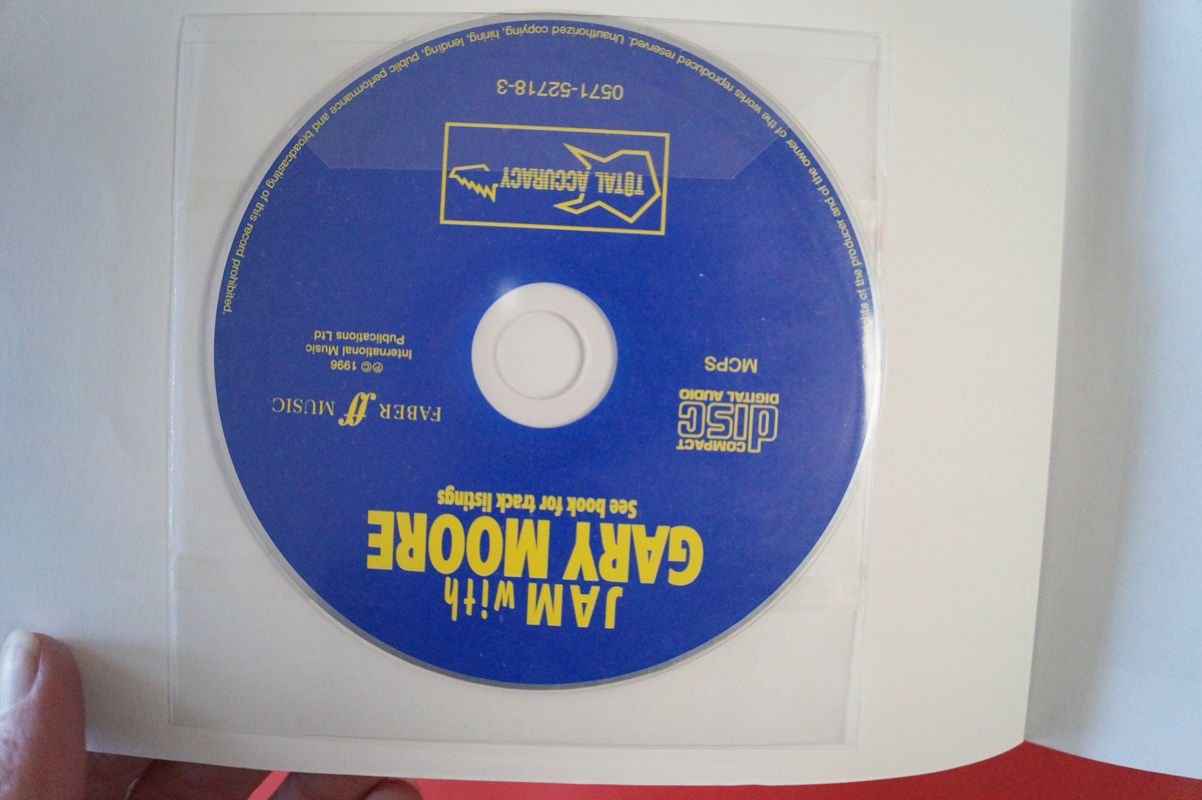 JAM with
GARY MOORE
See book for track listings
COMPACT
disc
DIGITAL AUDIO
MCPS
FABER ff MUSIC
℗ © 1996
International Music
Publications Ltd
TOTAL ACCURACY
0571-52718-3
of the producer and of the owner of the works reproduced reserved. Unauthorized copying, hiring, lending, public performance and broadcasting of this record prohibited.